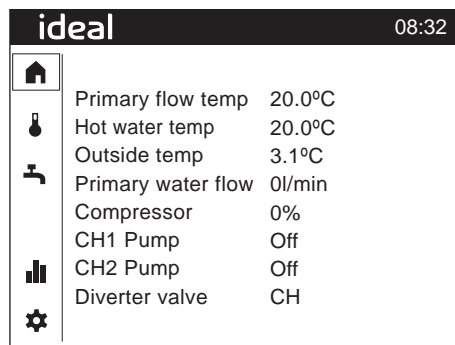 ideal 08:32
Primary flow temp 20.0ºC
Hot water temp 20.0ºC
Outside temp 3.1ºC
Primary water flow 0l/min
Compressor 0%
CH1 Pump Off
CH2 Pump Off
Diverter valve CH